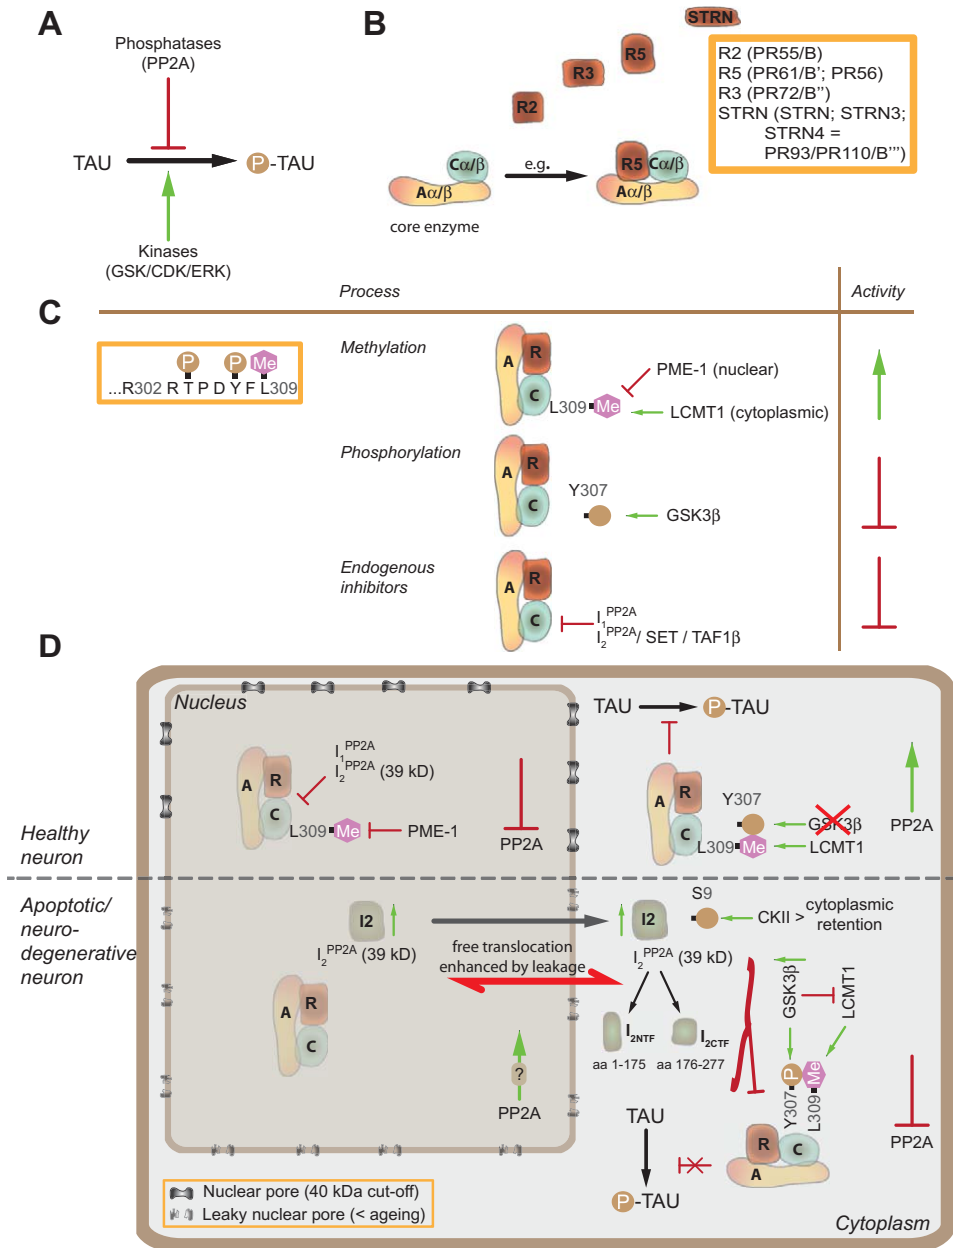 A
Phosphatases
(PP2A)
TAU
P-TAU
Kinases
(GSK/CDK/ERK)
B
STRN
R5
R3
R2
R2 (PR55/B)
R5 (PR61/B'; PR56)
R3 (PR72/B'')
STRN (STRN; STRN3;
STRN4 =
PR93/PR110/B''')
Cα/β
Aα/β
core enzyme
e.g.
R5 Cα/β
Aα/β
C
Process
Activity
P P Me
...R302 R T P D Y F L309
Methylation
A R
C
L309 Me
PME-1 (nuclear)
LCMT1 (cytoplasmic)
Phosphorylation
A R
C
Y307
GSK3β
Endogenous
inhibitors
A R
C
I1PP2A
I2PP2A/ SET / TAF1β
D
Nucleus
I1PP2A
I2PP2A (39 kD)
A R
C
L309 Me
PME-1
PP2A
TAU
P-TAU
A R
C
Y307
GSK3β
L309 Me
LCMT1
PP2A
Healthy
neuron
Apoptotic/
neuro-
degenerative
neuron
I2
I2PP2A (39 kD)
free translocation
enhanced by leakage
I2
I2PP2A (39 kD)
S9
CKII >
cytoplasmic
retention
I2NTF
aa 1-175
I2CTF
aa 176-277
GSK3β
LCMT1
P Me
Y307
L309
R C
A
PP2A
A R
C
?
PP2A
TAU
P-TAU
Nuclear pore (40 kDa cut-off)
Leaky nuclear pore (< ageing)
Cytoplasm